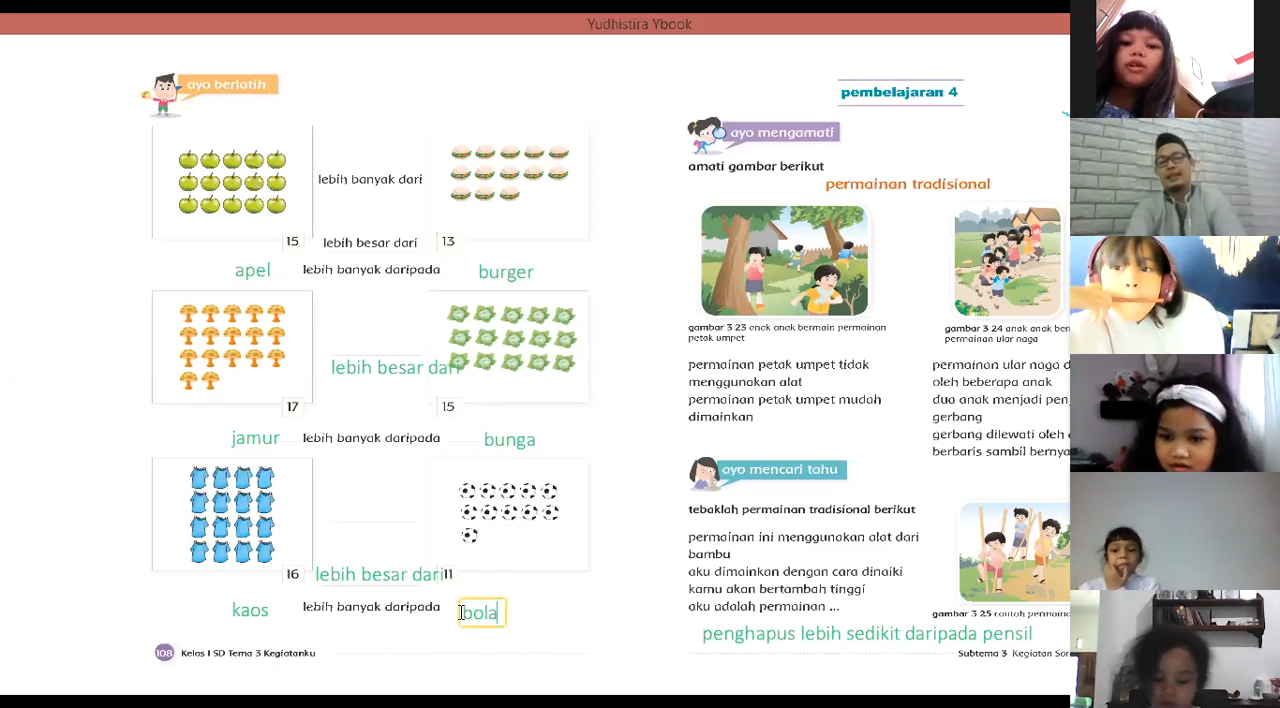 Yudhistira Ybook
ayo berlatih
lebih banyak dari
15 lebih besar dari 13
apel lebih banyak daripada burger
lebih besar dari
17 15
jamur lebih banyak daripada bunga
16 lebih besar dari 11
kaos lebih banyak daripada bola
108 Kelas I SD Tema 3 Kegiatanku
pembelajaran 4
ayo mengamati
amati gambar berikut
permainan tradisional
gambar 3 23 anak anak bermain permainan
petak umpet
permainan petak umpet tidak
menggunakan alat
permainan petak umpet mudah
dimainkan
gambar 3 24 anak anak
permainan ular naga
permainan ular naga
oleh beberapa anak
dua anak menjadi
gerbang
gerbang dilewati oleh
berbaris sambil
ayo mencari tahu
tebaklah permainan tradisional berikut
permainan ini menggunakan alat dari
bambu
aku dimainkan dengan cara dinaiki
kamu akan bertambah tinggi
aku adalah permainan ...
gambar 3 25 contoh
penghapus lebih sedikit daripada pensil
Subtema 3 Kegiatan